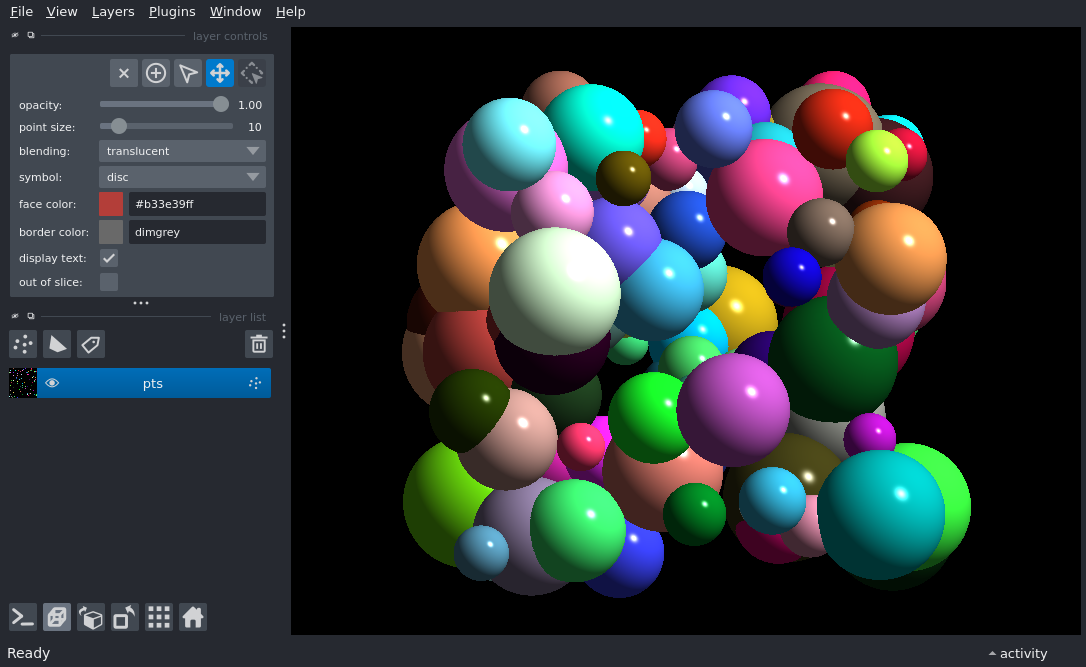 File View Layers Plugins Window Help
layer controls
opacity: 1.00
point size: 10
blending: translucent
symbol: disc
face color: #b33e39ff
border color: dimgrey
display text:
out of slice:
layer list
pts
Ready
activity